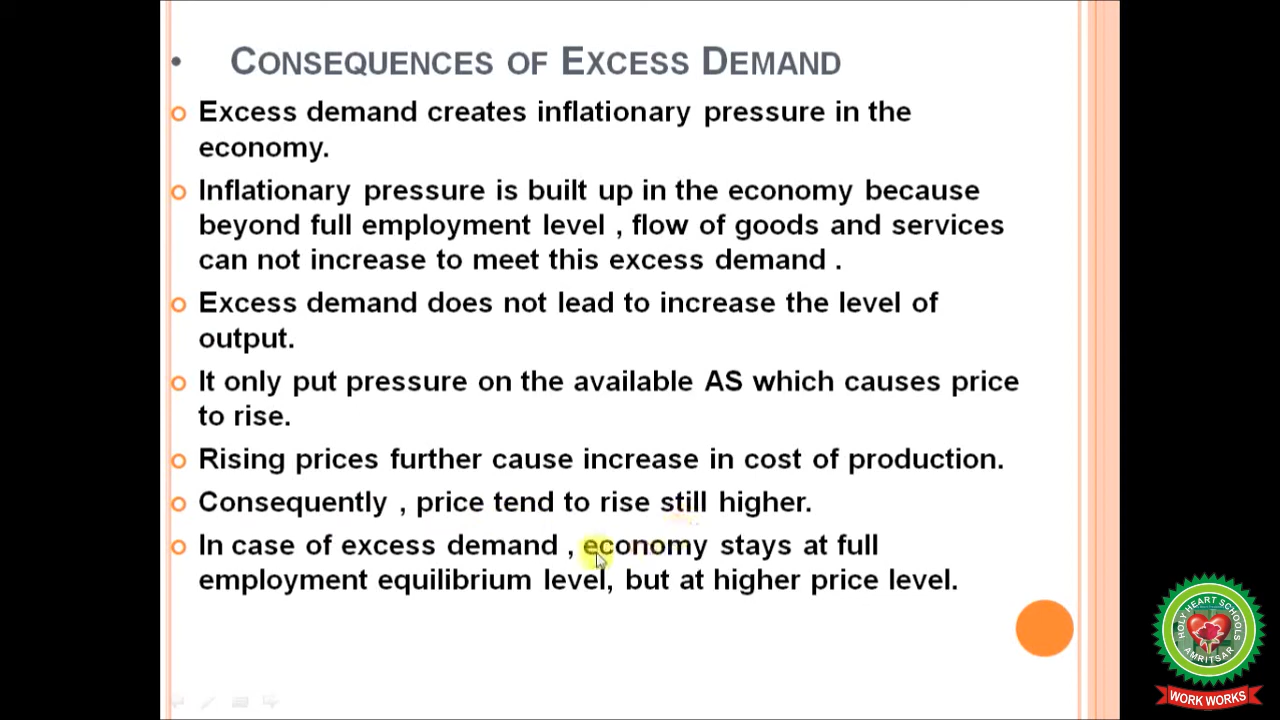 • CONSEQUENCES OF EXCESS DEMAND
Excess demand creates inflationary pressure in the
economy.
Inflationary pressure is built up in the economy because
beyond full employment level , flow of goods and services
can not increase to meet this excess demand .
Excess demand does not lead to increase the level of
output.
It only put pressure on the available AS which causes price
to rise.
Rising prices further cause increase in cost of production.
Consequently , price tend to rise still higher.
In case of excess demand , economy stays at full
employment equilibrium level, but at higher price level.
HOLY HEART SCHOOLS
AMRITSAR
WORK WORKS